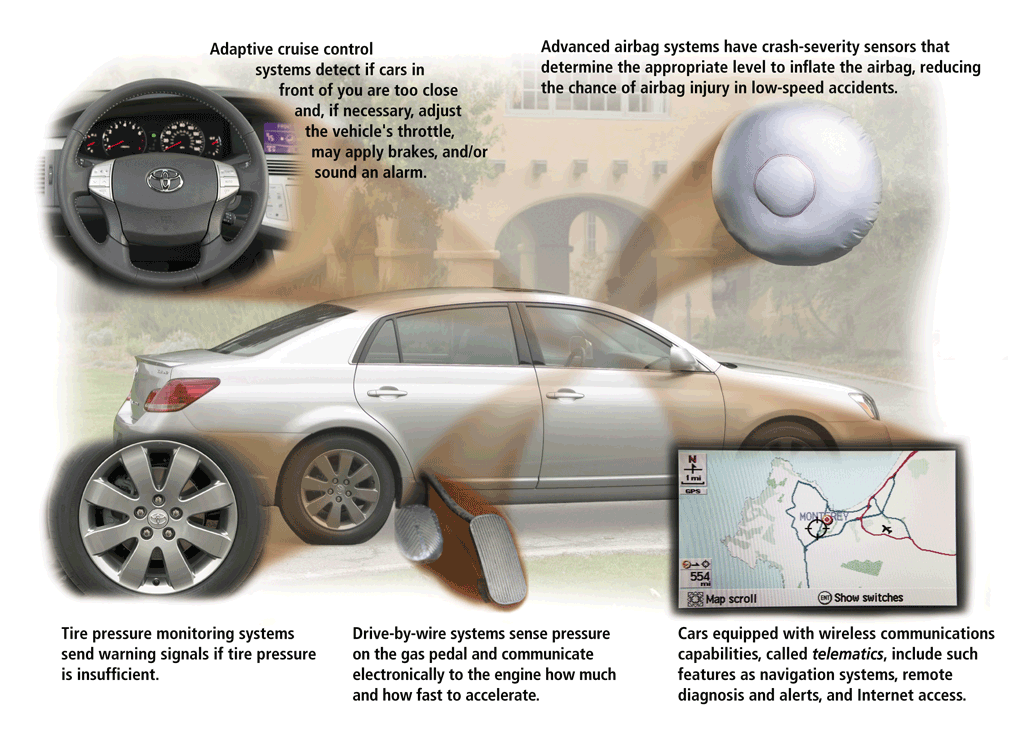 Adaptive cruise control
systems detect if cars in
front of you are too close
and, if necessary, adjust
the vehicle's throttle,
may apply brakes, and/or
sound an alarm.
Advanced airbag systems have crash-severity sensors that
determine the appropriate level to inflate the airbag, reducing
the chance of airbag injury in low-speed accidents.
N
1 mi
GPS
MONTEREY
554
mi
Map scroll
ENT Show switches
Tire pressure monitoring systems
send warning signals if tire pressure
is insufficient.
Drive-by-wire systems sense pressure
on the gas pedal and communicate
electronically to the engine how much
and how fast to accelerate.
Cars equipped with wireless communications
capabilities, called telematics, include such
features as navigation systems, remote
diagnosis and alerts, and Internet access.